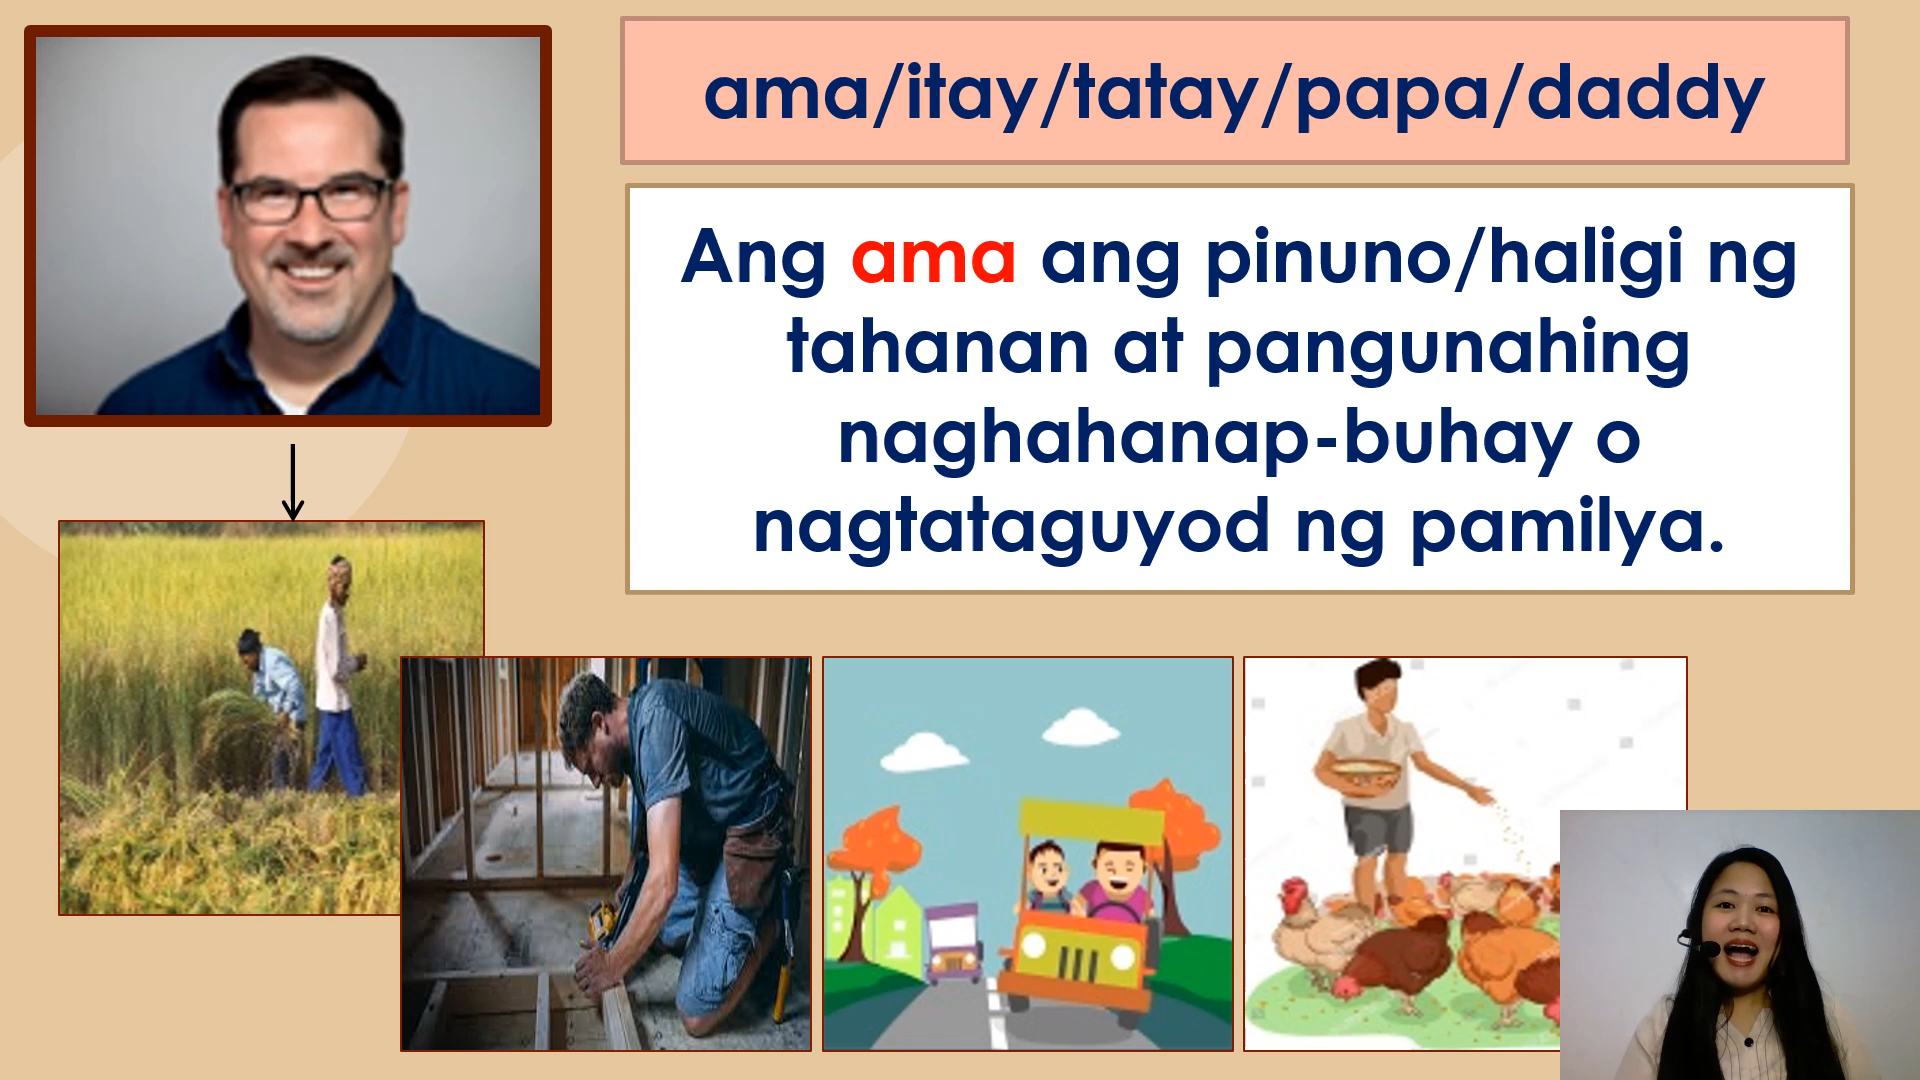 ama/itay/tatay/papa/daddy
Ang ama ang pinuno/haligi ng
tahanan at pangunahing
naghahanap-buhay o
nagtataguyod ng pamilya.